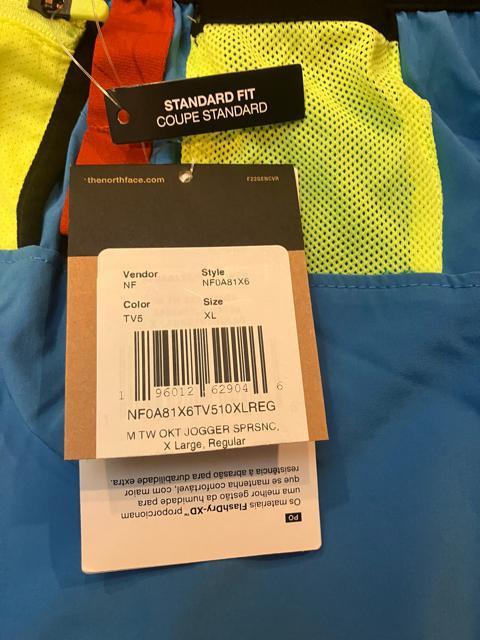 STANDARD FIT
COUPE STANDARD
thenorthface.com
F22GENCVR
Vendor Style
NF NF0A81X6
Color Size
TV5 XL
1 96012 62904 6
NF0A81X6TV510XLREG
M TW OKT JOGGER SPRSNC,
X Large, Regular
PO
Os materiais FlashDry-XD™ proporcionam
uma melhor gestão da humidade para
que se mantenha confortável, com maior
resistência à abrasão para durabilidade extra.